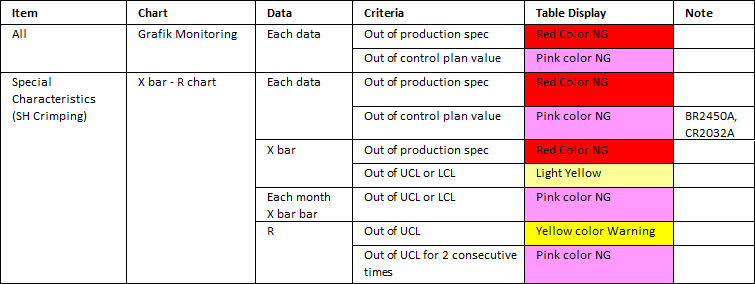 Item Chart Data Criteria Table Display Note
All Grafik Monitoring Each data Out of production spec Red Color NG
Out of control plan value Pink color NG
Special Characteristics (SH Crimping) X bar - R chart Each data Out of production spec Red Color NG
Out of control plan value Pink color NG BR2450A, CR2032A
X bar Out of production spec Red Color NG
Out of UCL or LCL Light Yellow
Each month X bar bar Out of UCL or LCL Pink color NG
R Out of UCL Yellow color Warning
Out of UCL for 2 consecutive times Pink color NG